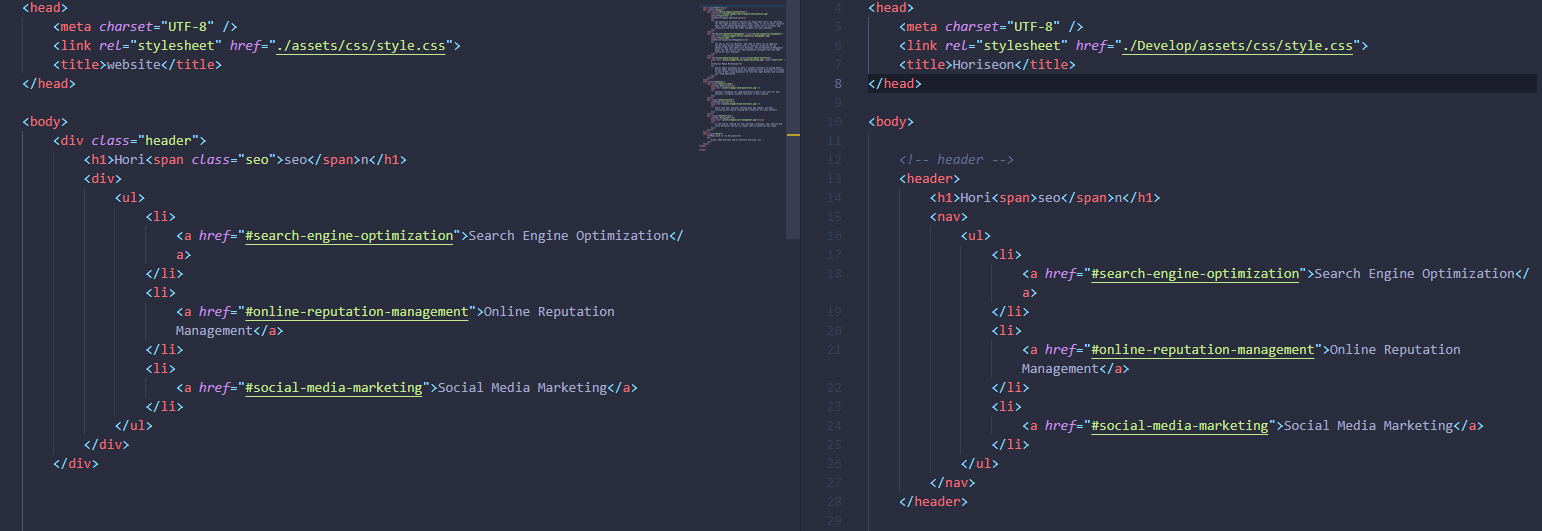 <head>
<meta charset="UTF-8" />
<link rel="stylesheet" href="./assets/css/style.css">
<title>website</title>
</head>
<body>
<div class="header">
<h1>Hori<span class="seo">seo</span>n</h1>
<div>
<ul>
<li>
<a href="#search-engine-optimization">Search Engine Optimization</
a>
</li>
<li>
<a href="#online-reputation-management">Online Reputation
Management</a>
</li>
<li>
<a href="#social-media-marketing">Social Media Marketing</a>
</li>
</ul>
</div>
</div>
4 <head>
5 <meta charset="UTF-8" />
6 <link rel="stylesheet" href="./Develop/assets/css/style.css">
7 <title>Horiseon</title>
8 </head>
9
10 <body>
11
12 <!-- header -->
13 <header>
14 <h1>Hori<span>seo</span>n</h1>
15 <nav>
16 <ul>
17 <li>
18 <a href="#search-engine-optimization">Search Engine Optimization</
a>
19 </li>
20 <li>
21 <a href="#online-reputation-management">Online Reputation
Management</a>
22 </li>
23 <li>
24 <a href="#social-media-marketing">Social Media Marketing</a>
25 </li>
26 </ul>
27 </nav>
28 </header>
29